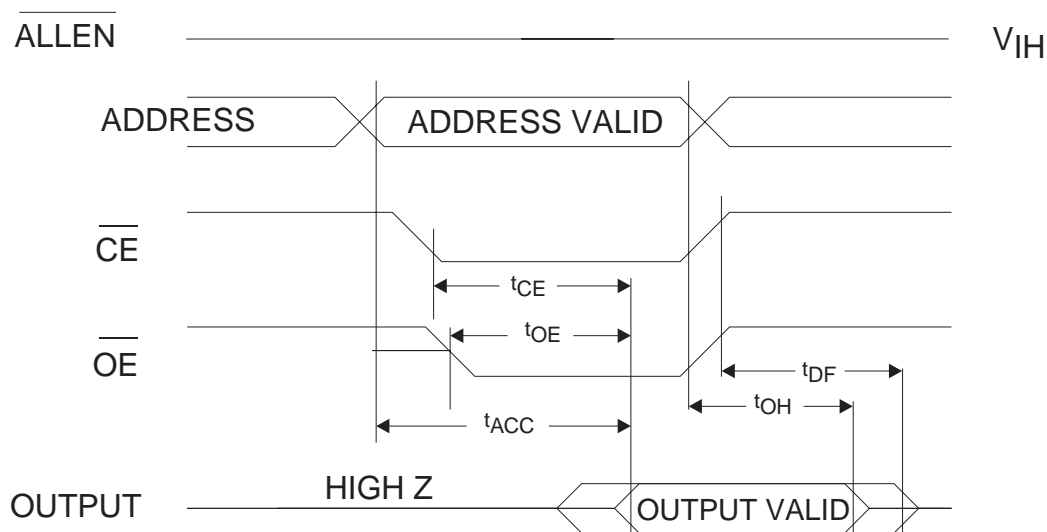 ALLEN
VIH
ADDRESS
ADDRESS VALID
CE
tCE
OE
tOE
tDF
tOH
tACC
HIGH Z
OUTPUT
OUTPUT VALID